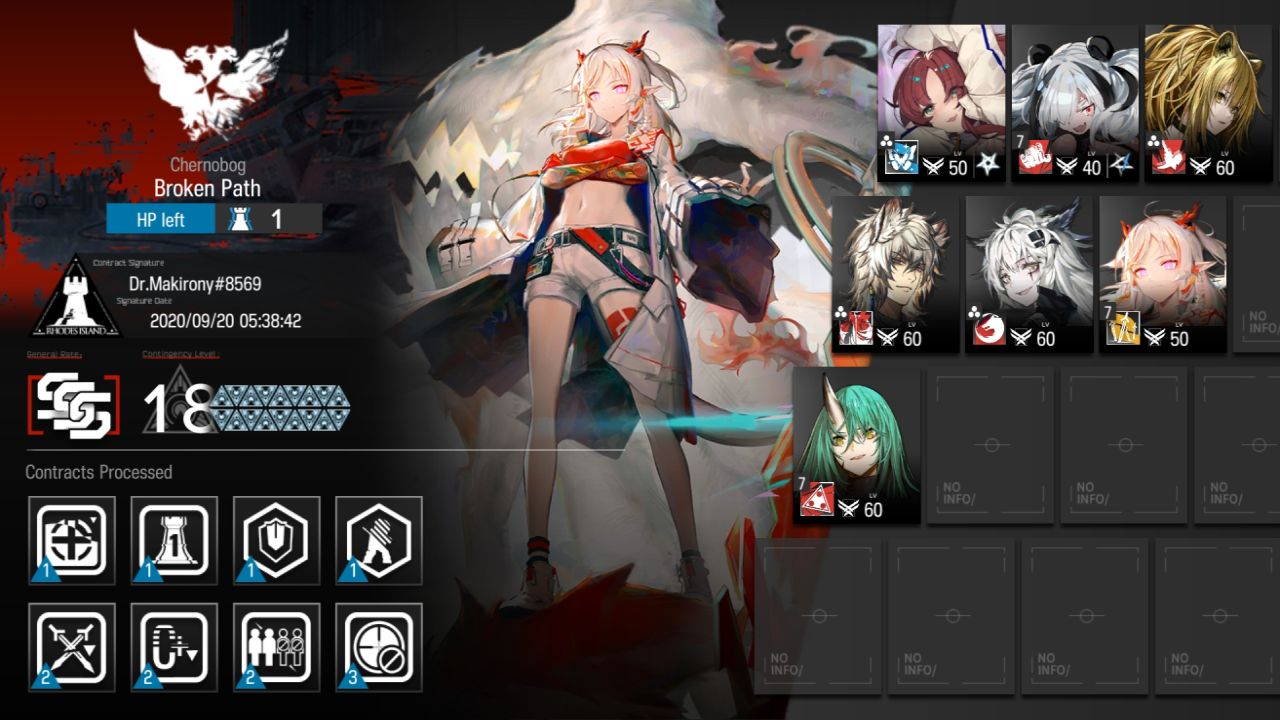 Chernobog
Broken Path
HP left 1
Contract Signature
Dr.Makirony#8569
Signature Date
2020/09/20 05:38:42
RHODES ISLAND
General Rate:
Contingency Level:
18
Contracts Processed
1
1
1
1
2
2
2
3
LV
50
7
LV
40
LV
60
LV
60
LV
60
7
LV
50
NO
INFO/
7
LV
60
NO
INFO/
NO
INFO/
NO
INFO/
NO
INFO/
NO
INFO/
NO
INFO/
NO
INFO/